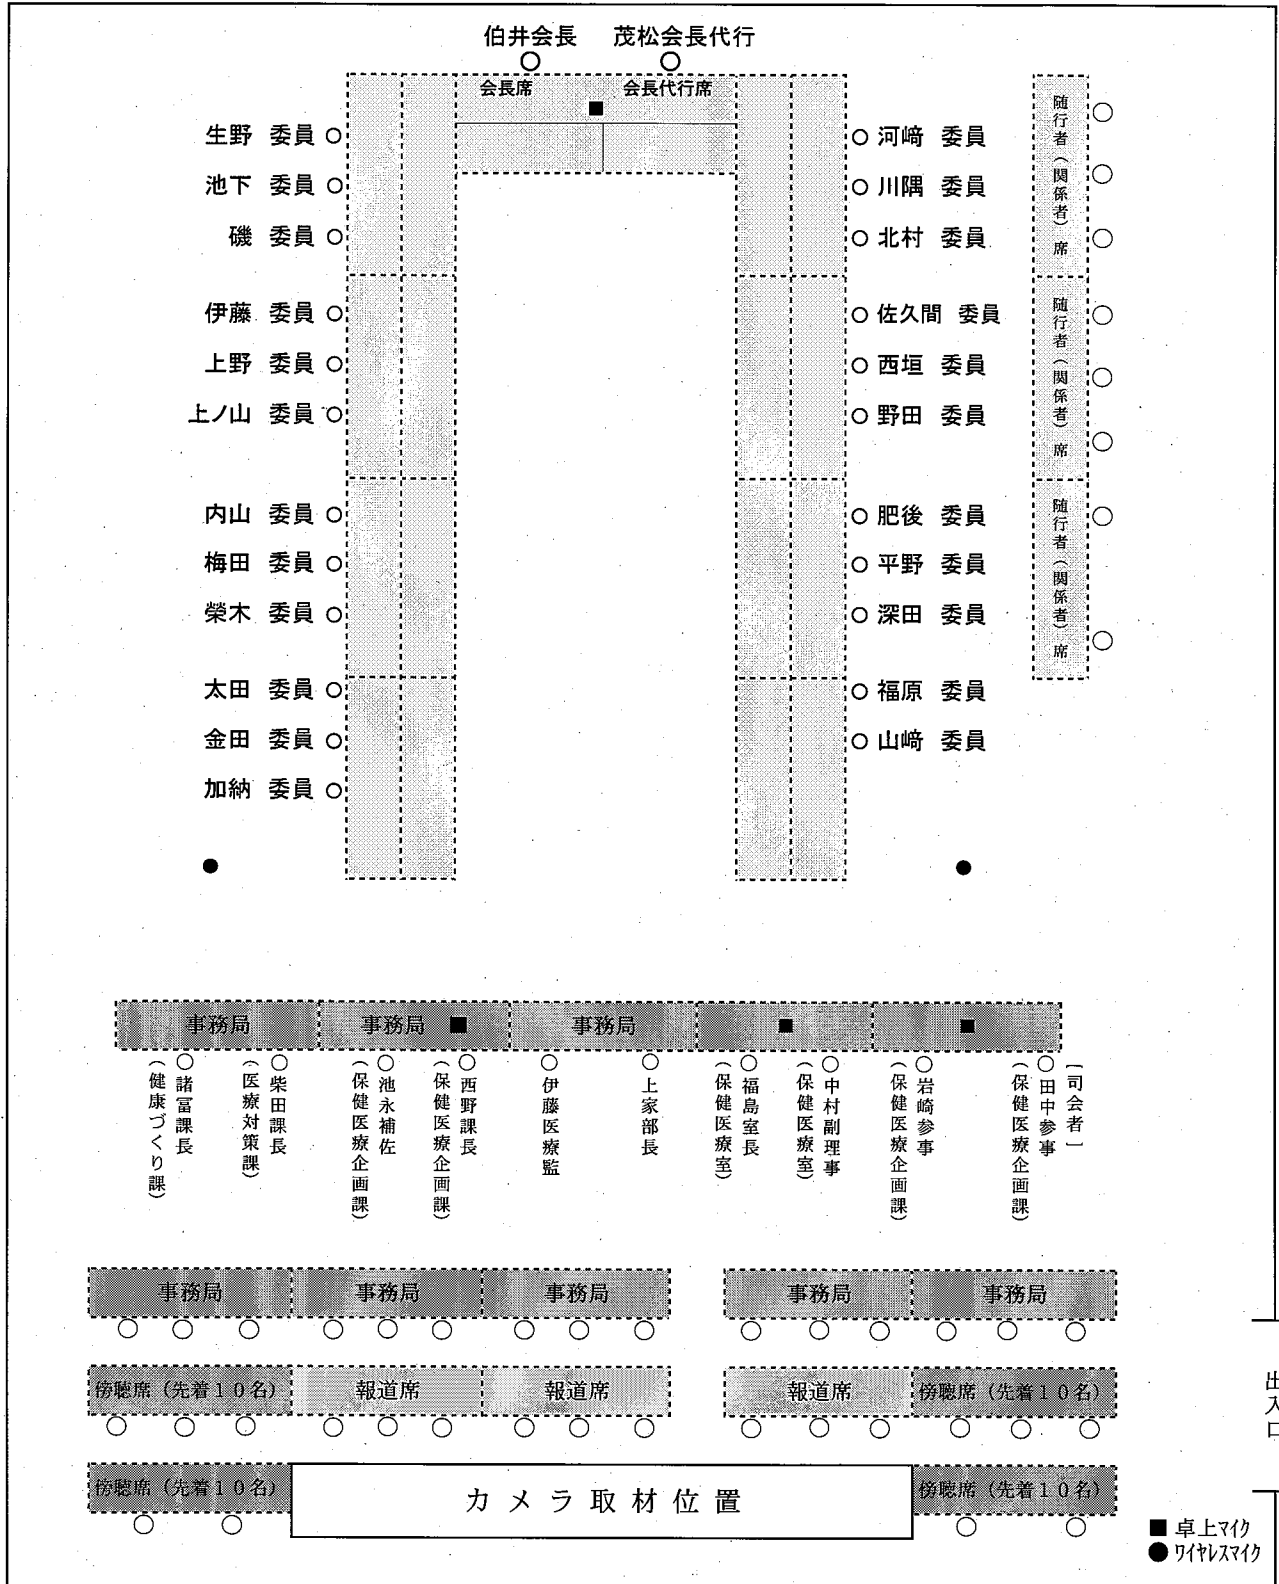 伯井会長 茂松会長代行
会長席 会長代行席
生野 委員
池下 委員
磯 委員
伊藤 委員
上野 委員
上ノ山 委員
内山 委員
梅田 委員
榮木 委員
太田 委員
金田 委員
加納 委員
河﨑 委員
川隅 委員
北村 委員
佐久間 委員
西垣 委員
野田 委員
肥後 委員
平野 委員
深田 委員
福原 委員
山﨑 委員
随行者(関係者)席
随行者(関係者)席
随行者(関係者)席
事務局 事務局 事務局
諸冨課長
(健康づくり課)
柴田課長
(医療対策課)
池永補佐
(保健医療企画課)
西野課長
(保健医療企画課)
伊藤医療監
上家部長
福島室長
(保健医療室)
中村副理事
(保健医療室)
岩崎参事
(保健医療企画課)
[司会者]
田中参事
(保健医療企画課)
事務局 事務局 事務局 事務局 事務局
傍聴席(先着10名) 報道席 報道席 報道席 傍聴席(先着10名)
傍聴席(先着10名) カメラ取材位置 傍聴席(先着10名)
出入口
■ 卓上マイク
● ワイヤレスマイク